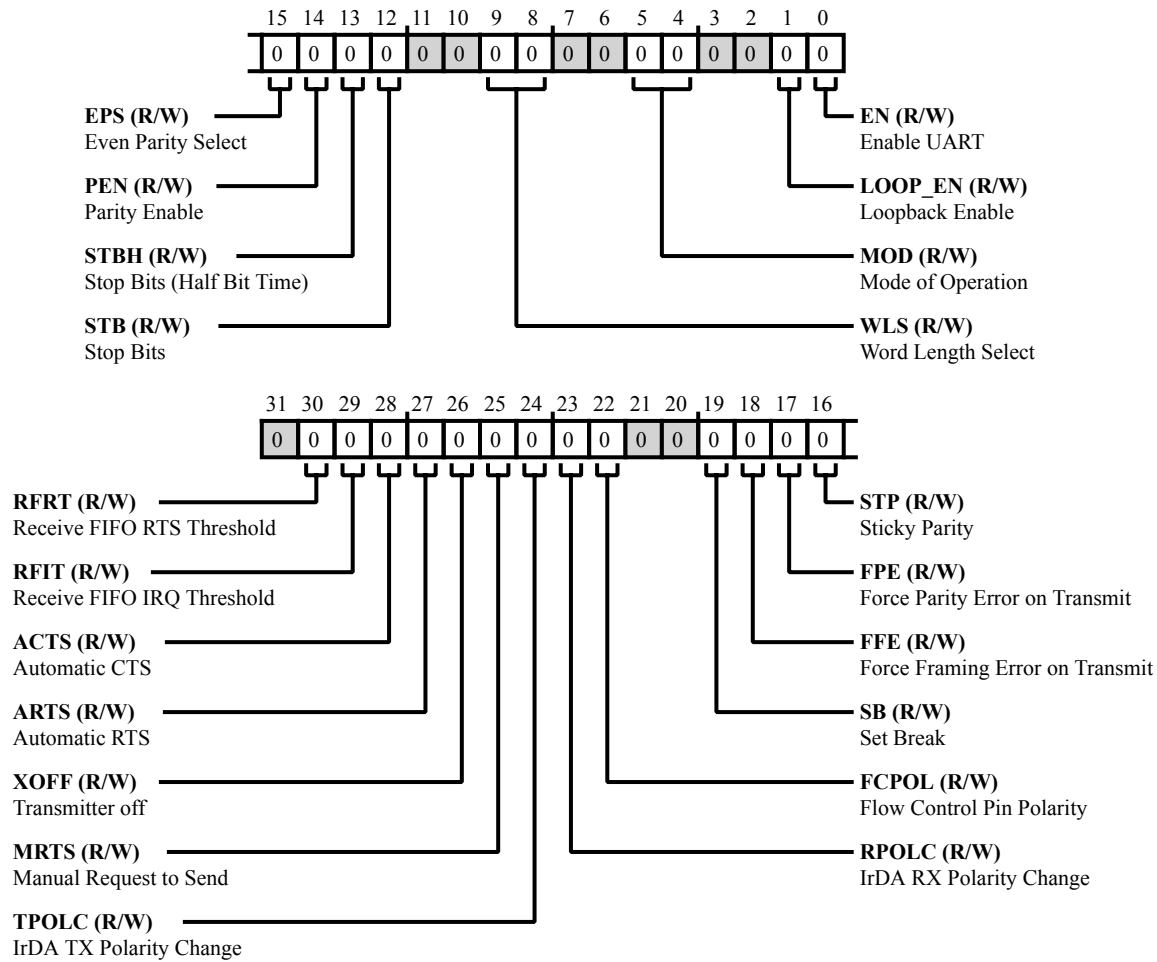 15 14 13 12 11 10 9 8 7 6 5 4 3 2 1 0
0 0 0 0 0 0 0 0 0 0 0 0 0 0 0 0
EPS (R/W)
Even Parity Select
PEN (R/W)
Parity Enable
STBH (R/W)
Stop Bits (Half Bit Time)
STB (R/W)
Stop Bits
EN (R/W)
Enable UART
LOOP_EN (R/W)
Loopback Enable
MOD (R/W)
Mode of Operation
WLS (R/W)
Word Length Select
31 30 29 28 27 26 25 24 23 22 21 20 19 18 17 16
0 0 0 0 0 0 0 0 0 0 0 0 0 0 0 0
RFRT (R/W)
Receive FIFO RTS Threshold
RFIT (R/W)
Receive FIFO IRQ Threshold
ACTS (R/W)
Automatic CTS
ARTS (R/W)
Automatic RTS
XOFF (R/W)
Transmitter off
MRTS (R/W)
Manual Request to Send
TPOLC (R/W)
IrDA TX Polarity Change
STP (R/W)
Sticky Parity
FPE (R/W)
Force Parity Error on Transmit
FFE (R/W)
Force Framing Error on Transmit
SB (R/W)
Set Break
FCPOL (R/W)
Flow Control Pin Polarity
RPOLC (R/W)
IrDA RX Polarity Change